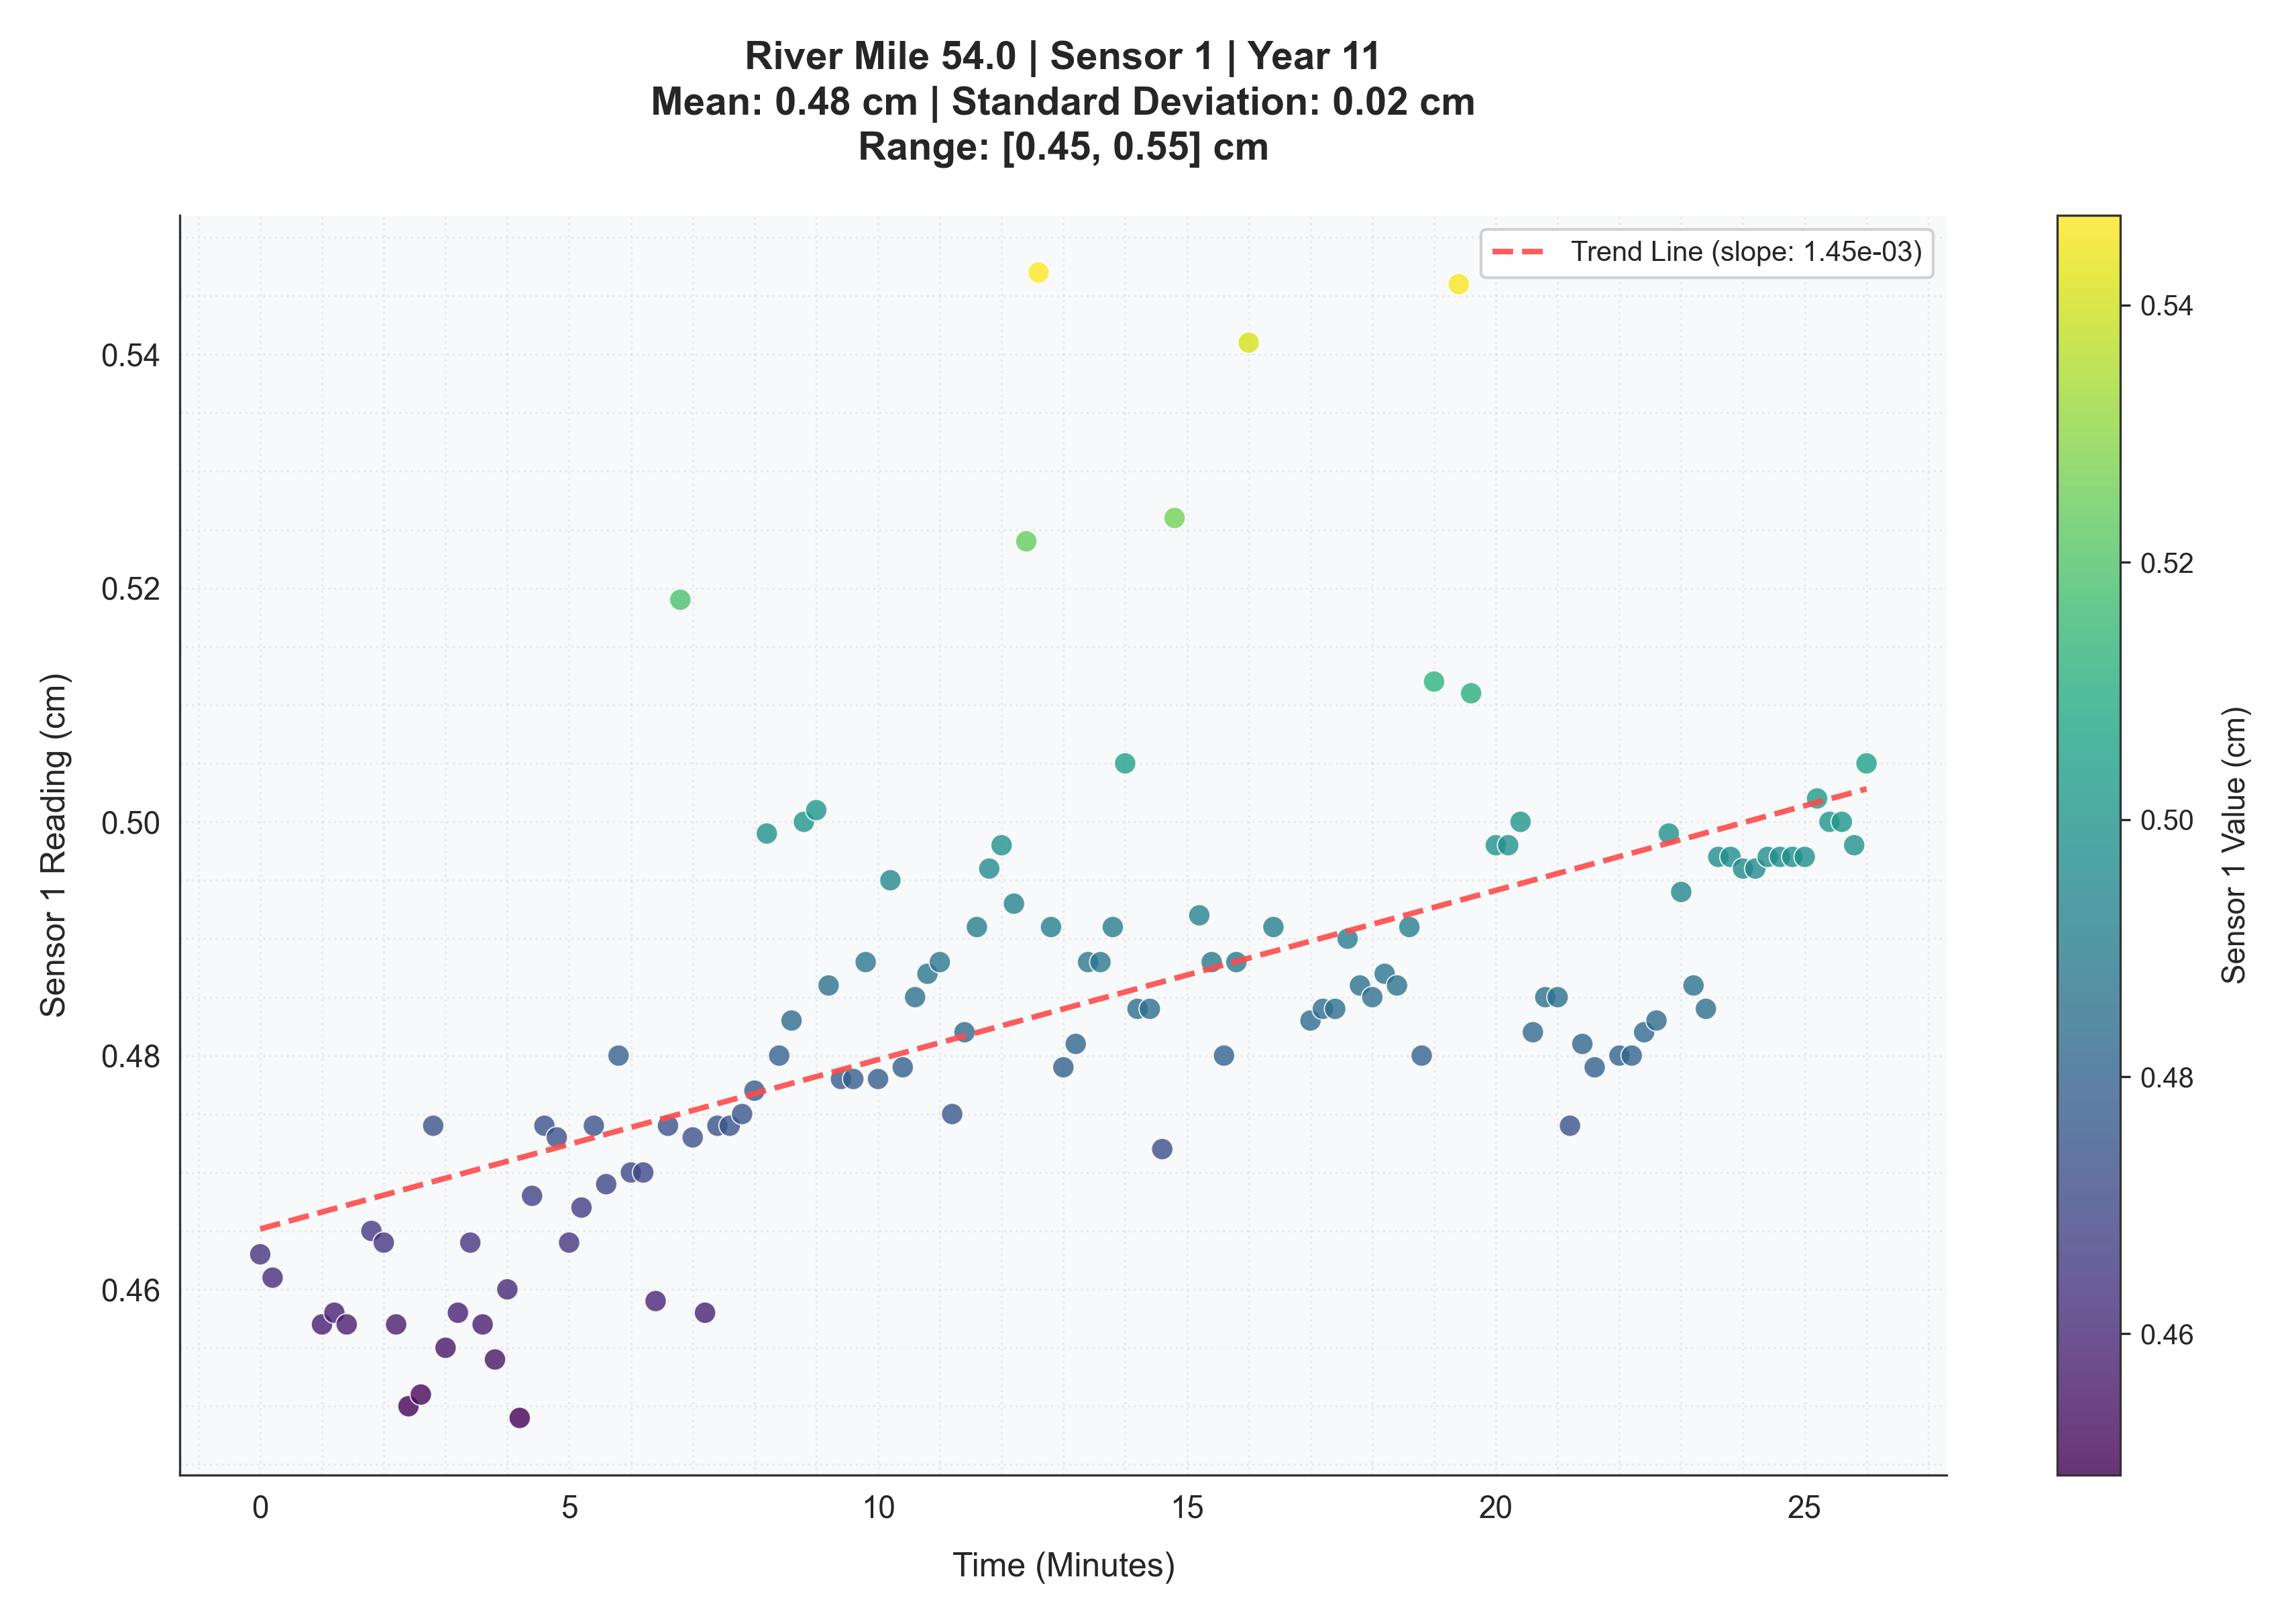 River Mile 54.0 | Sensor 1 | Year 11
Mean: 0.48 cm | Standard Deviation: 0.02 cm
Range: [0.45, 0.55] cm
Trend Line (slope: 1.45e-03)
Sensor 1 Reading (cm)
0.54
0.52
0.50
0.48
0.46
0
5
10
15
20
25
Time (Minutes)
0.54
0.52
0.50
0.48
0.46
Sensor 1 Value (cm)